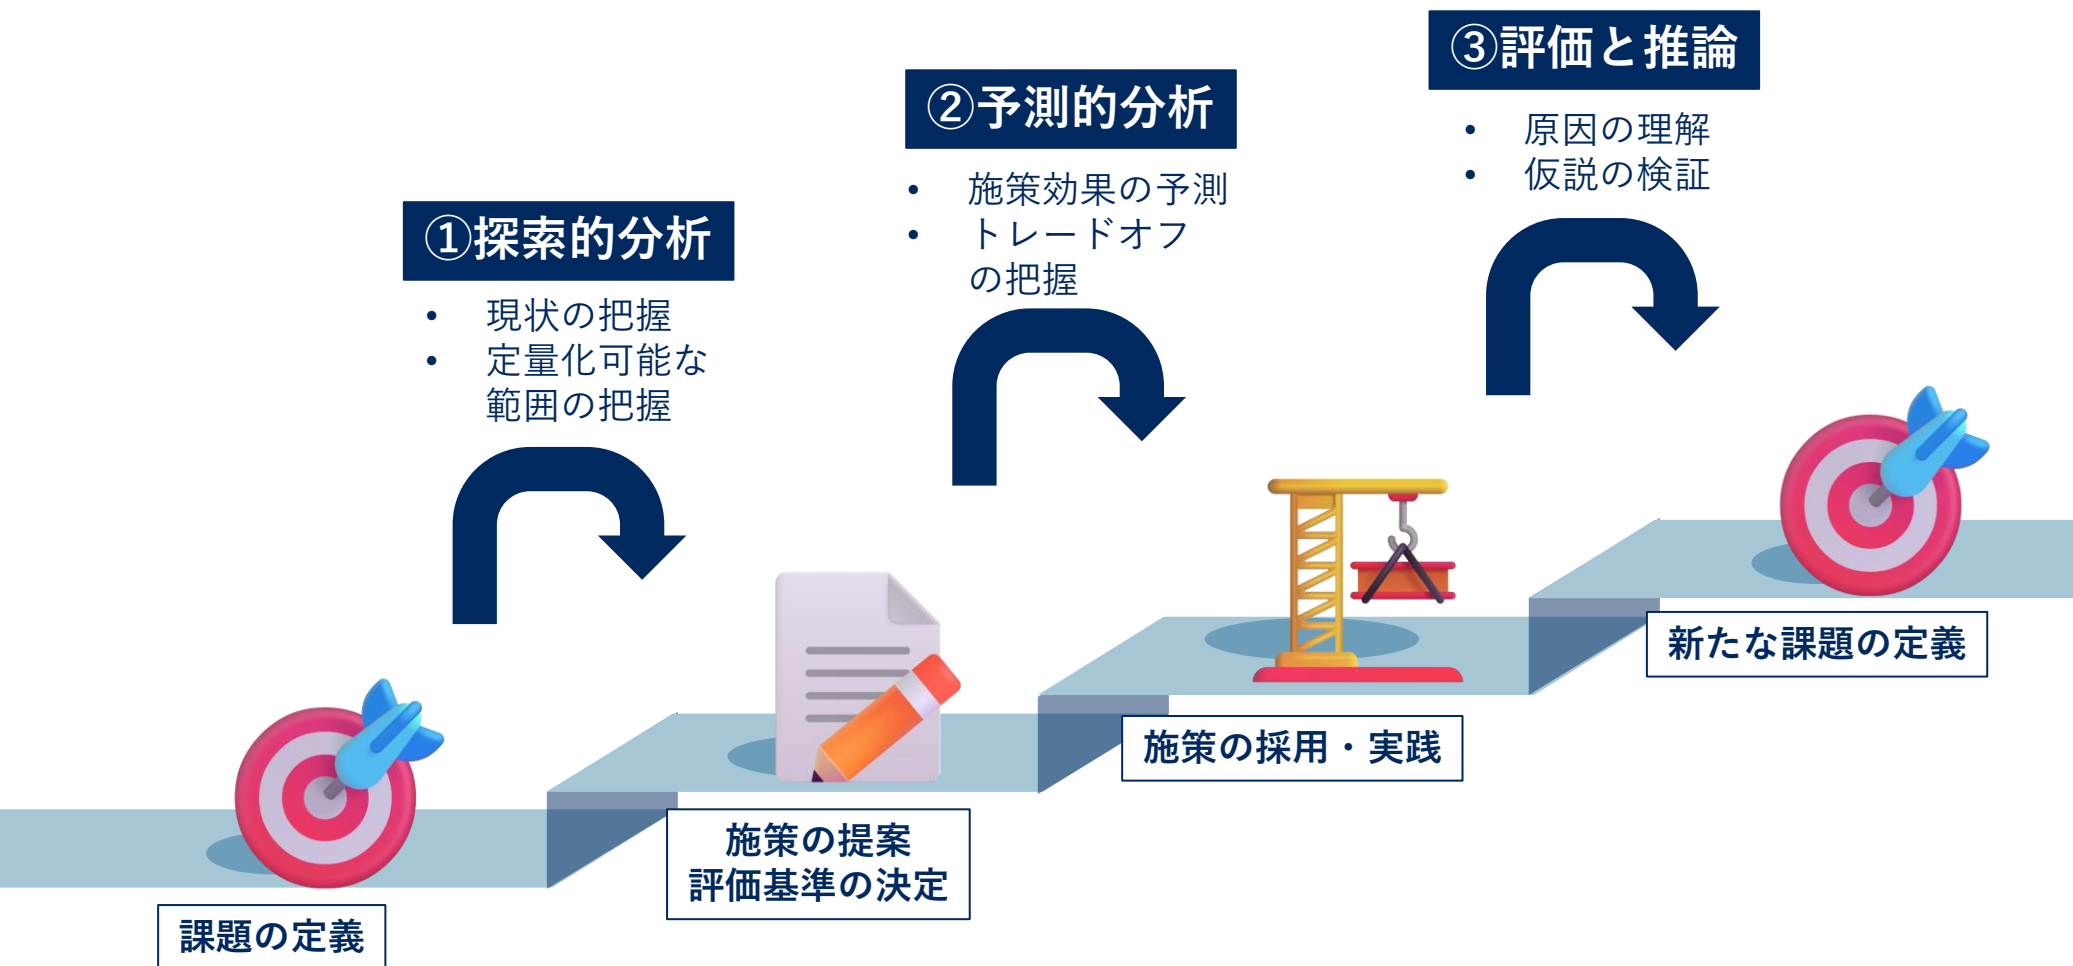 ①探索的分析
• 現状の把握
• 定量化可能な
範囲の把握
②予測的分析
• 施策効果の予測
• トレードオフ
の把握
③評価と推論
• 原因の理解
• 仮説の検証
課題の定義
施策の提案
評価基準の決定
施策の採用・実践
新たな課題の定義